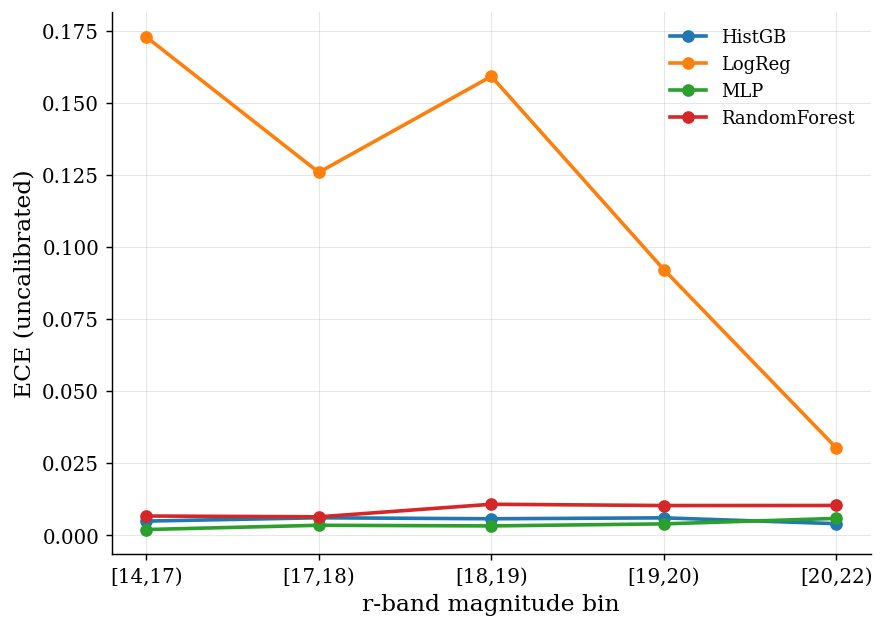 0.175
0.150
0.125
0.100
0.075
0.050
0.025
0.000
ECE (uncalibrated)
HistGB
LogReg
MLP
RandomForest
[14,17)
[17,18)
[18,19)
[19,20)
[20,22)
r-band magnitude bin